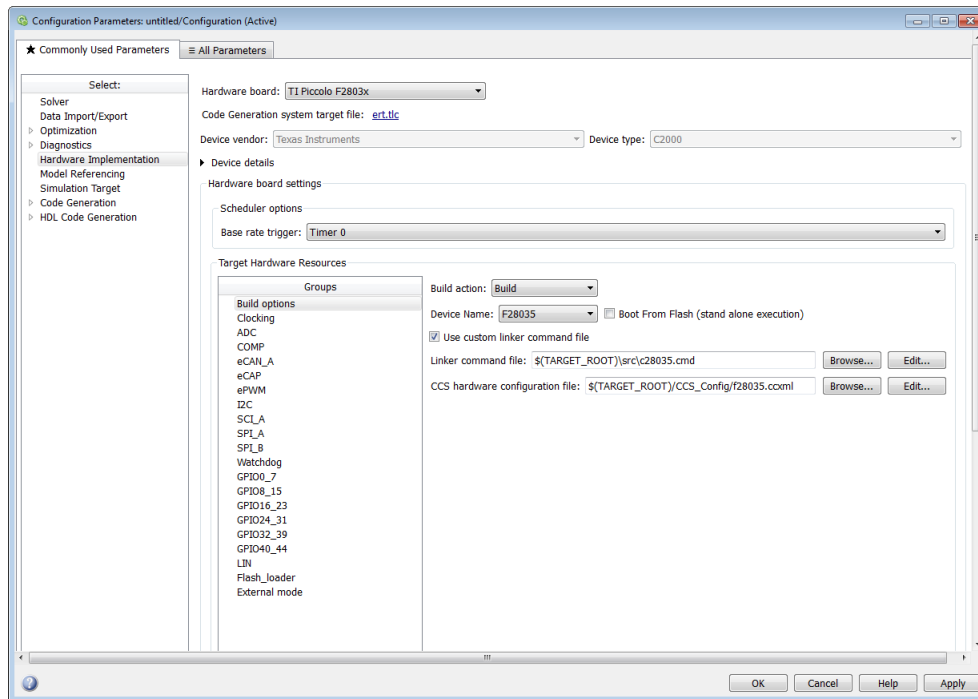 Configuration Parameters: untitled/Configuration (Active)
★ Commonly Used Parameters
≡ All Parameters
Select:
Solver
Data Import/Export
Optimization
Diagnostics
Hardware Implementation
Model Referencing
Simulation Target
Code Generation
HDL Code Generation
Hardware board: TI Piccolo F2803x
Code Generation system target file: ert.tlc
Device vendor: Texas Instruments Device type: C2000
Device details
Hardware board settings
Scheduler options
Base rate trigger: Timer 0
Target Hardware Resources
Groups
Build options
Clocking
ADC
COMP
eCAN_A
eCAP
ePWM
I2C
SCI_A
SPI_A
SPI_B
Watchdog
GPIO0_7
GPIO8_15
GPIO16_23
GPIO24_31
GPIO32_39
GPIO40_44
LIN
Flash_loader
External mode
Build action: Build
Device Name: F28035 Boot From Flash (stand alone execution)
Use custom linker command file
Linker command file: $(TARGET_ROOT)\src\c28035.cmd Browse... Edit...
CCS hardware configuration file: $(TARGET_ROOT)/CCS_Config/f28035.ccxml Browse... Edit...
OK Cancel Help Apply